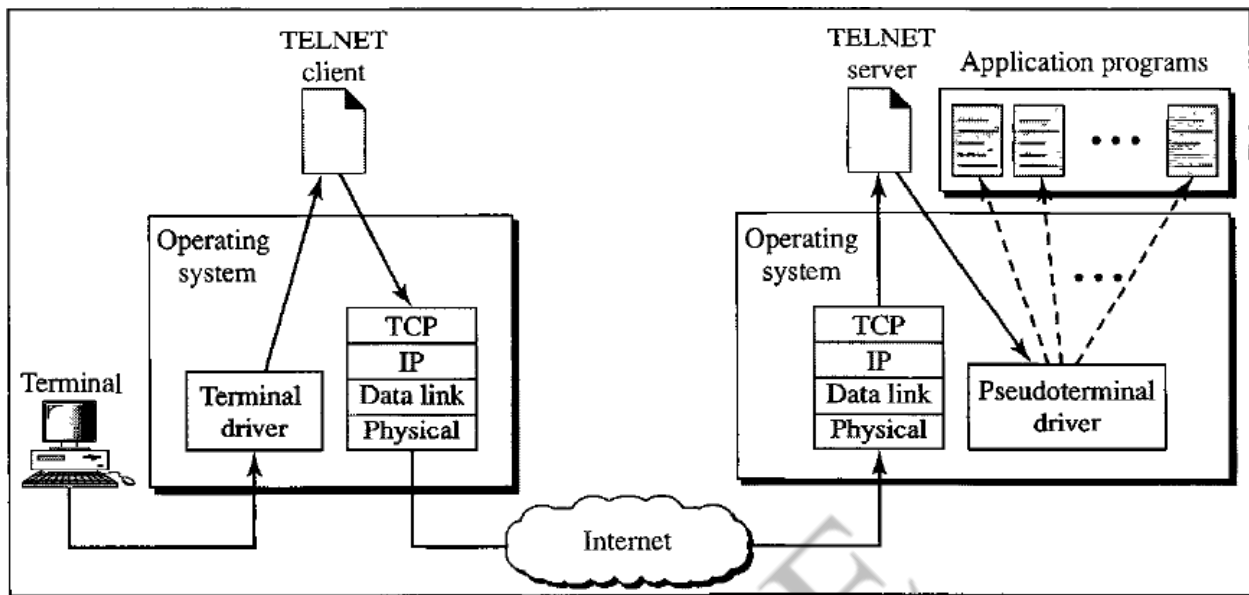 TELNET
client
TELNET
server
Application programs
Operating
system
TCP
IP
Data link
Physical
Terminal
driver
Terminal
Operating
system
TCP
IP
Data link
Physical
Pseudoterminal
driver
Internet